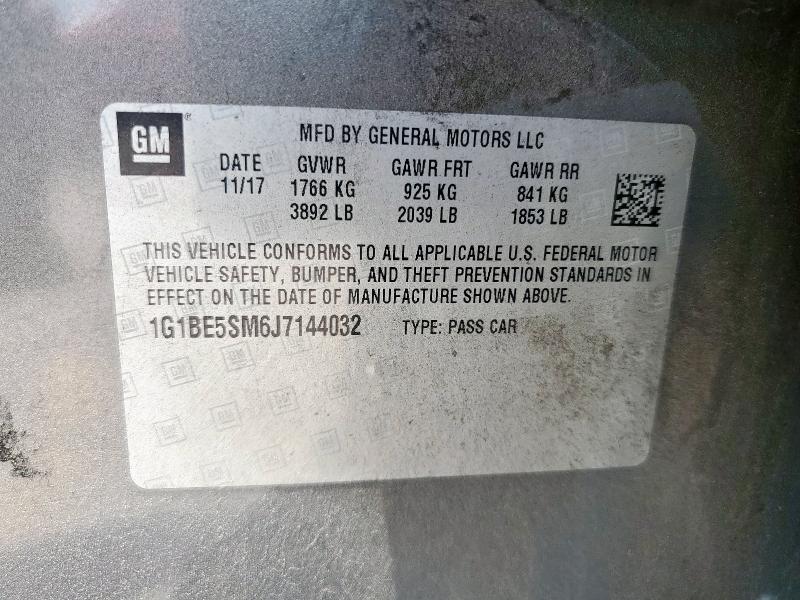 GM
MFD BY GENERAL MOTORS LLC
DATE GVWR GAWR FRT GAWR RR
11/17 1766 KG 925 KG 841 KG
3892 LB 2039 LB 1853 LB
THIS VEHICLE CONFORMS TO ALL APPLICABLE U.S. FEDERAL MOTOR
VEHICLE SAFETY, BUMPER, AND THEFT PREVENTION STANDARDS IN
EFFECT ON THE DATE OF MANUFACTURE SHOWN ABOVE.
1G1BE5SM6J7144032 TYPE: PASS CAR